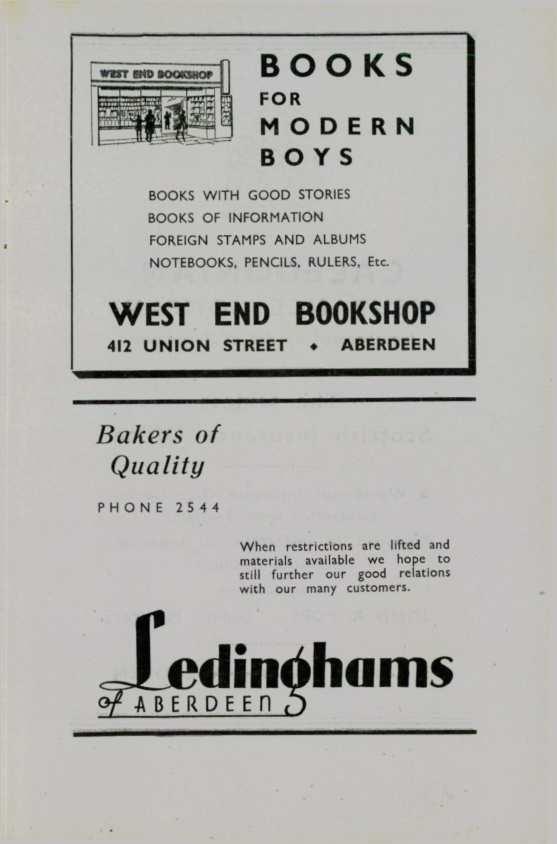 WEST END BOOKSHOP
BOOKS
FOR
MODERN
BOYS
BOOKS WITH GOOD STORIES
BOOKS OF INFORMATION
FOREIGN STAMPS AND ALBUMS
NOTEBOOKS, PENCILS, RULERS, Etc.
WEST END BOOKSHOP
412 UNION STREET • ABERDEEN
Bakers of
Quality
PHONE 2544
When restrictions are lifted and
materials available we hope to
still further our good relations
with our many customers.
Ledinghams
of ABERDEEN